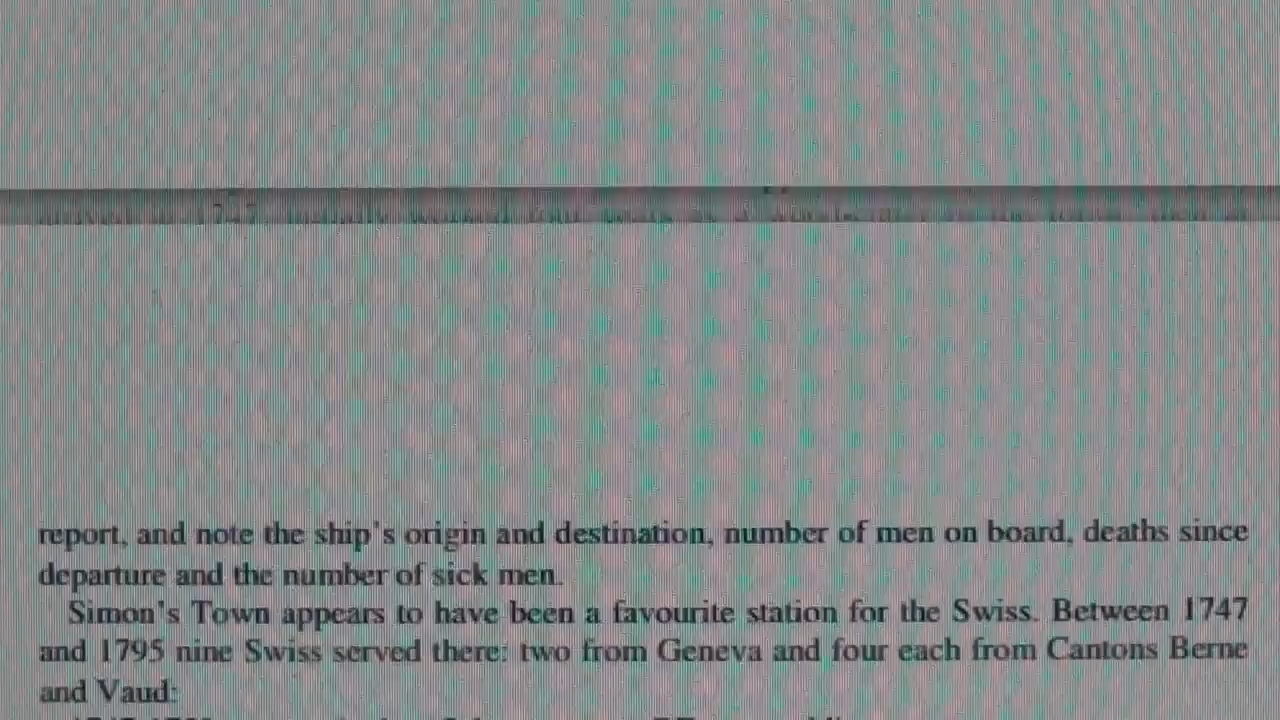 1747
report, and note the ship's origin and destination, number of men on board, deaths since
departure and the number of sick men.
Simon's Town appears to have been a favourite station for the Swiss. Between 1747
and 1795 nine Swiss served there: two from Geneva and four each from Cantons Berne
and Vaud: